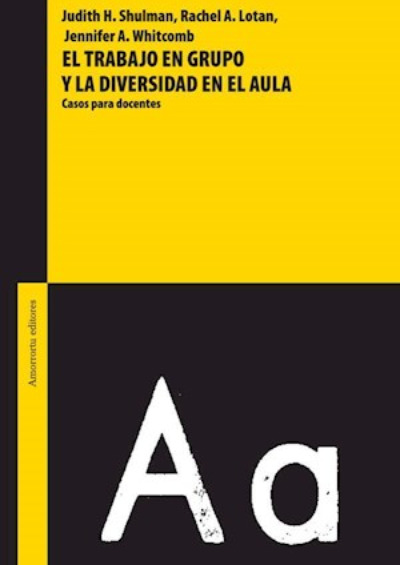 Judith H. Shulman, Rachel A. Lotan,
Jennifer A. Whitcomb
EL TRABAJO EN GRUPO
Y LA DIVERSIDAD EN EL AULA
Casos para docentes
Amorrortu editores
Aa